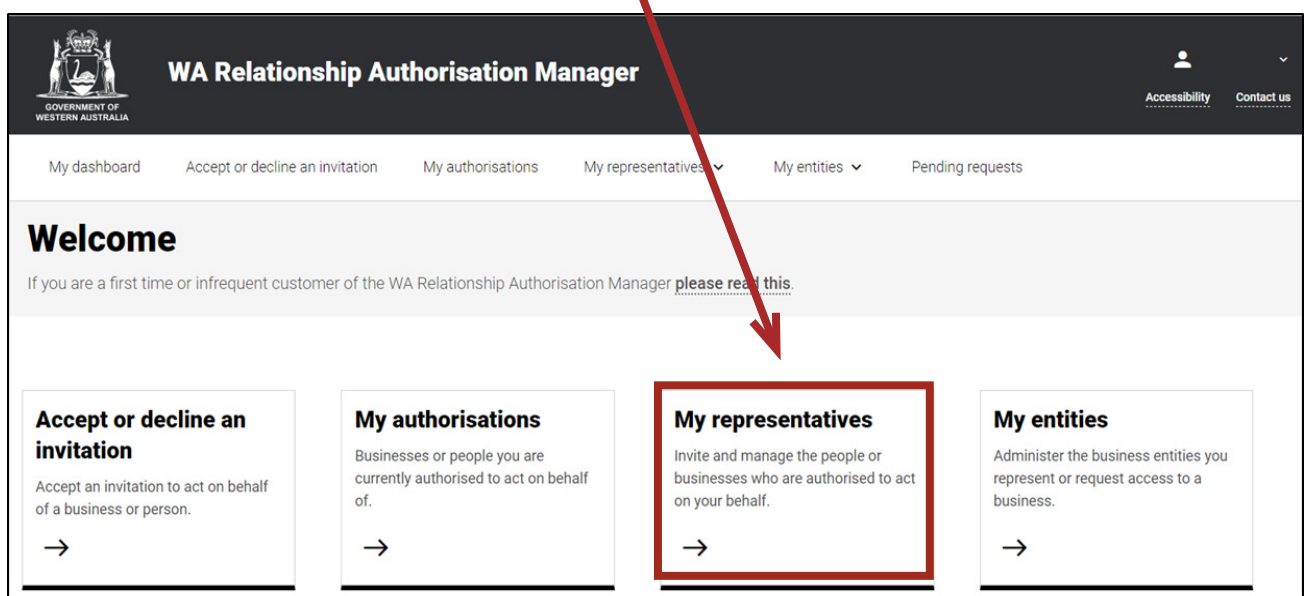 GOVERNMENT OF
WESTERN AUSTRALIA
WA Relationship Authorisation Manager
Accessibility
Contact us
My dashboard
Accept or decline an invitation
My authorisations
My representatives
My entities
Pending requests
Welcome
If you are a first time or infrequent customer of the WA Relationship Authorisation Manager please read this.
Accept or decline an
invitation
Accept an invitation to act on behalf
of a business or person.
My authorisations
Businesses or people you are
currently authorised to act on behalf
of.
My representatives
Invite and manage the people or
businesses who are authorised to act
on your behalf.
My entities
Administer the business entities you
represent or request access to a
business.